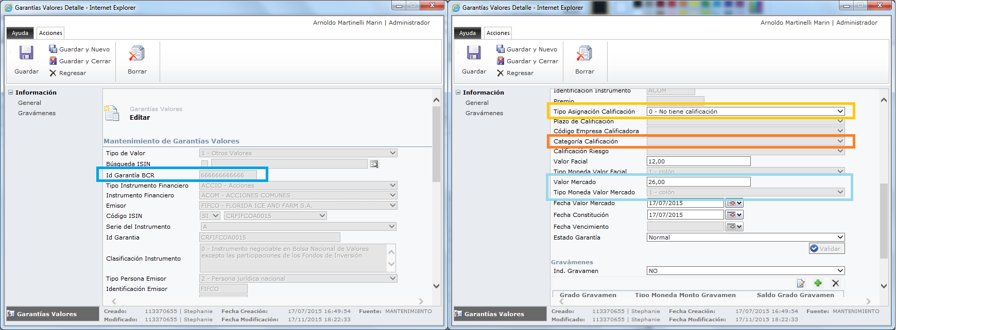 Garantías Valores Detalle - Internet Explorer
Arnoldo Martinelli Marin | Administrador
Ayuda
Acciones
Guardar
Guardar y Nuevo
Guardar y Cerrar
Regresar
Borrar
Información
General
Gravámenes
Garantías Valores
Editar
Mantenimiento de Garantías Valores
Tipo de Valor 1 - Otros Valores
Búsqueda ISIN
Id Garantía BCR 666666666666
Tipo Instrumento Financiero ACCIO - Acciones
Instrumento Financiero ACOM - ACCIONES COMUNES
Emisor FIFCO - FLORIDA ICE AND FARM S.A.
Código ISIN SI CRFIFCOA0015
Serie del Instrumento A
Id Garantia CRFIFCOA0015
Clasificación Instrumento 0 - Instrumento negociable en Bolsa Nacional de Valores
excepto las participaciones de los Fondos de Inversión
Tipo Persona Emisor 2 - Persona jurídica nacional
Identificación Emisor FIFCO
Garantías Valores
Creado: 113370655 | Stephanie Fecha Creación: 17/07/2015 16:49:54 Fuente: MANTENIMIENTO
Modificado: 113370655 | Stephanie Fecha Modificación: 17/11/2015 18:22:33
Garantías Valores Detalle - Internet Explorer
Arnoldo Martinelli Marin | Administrador
Ayuda
Acciones
Guardar
Guardar y Nuevo
Guardar y Cerrar
Regresar
Borrar
Información
General
Gravámenes
Identificación Instrumento ACOM
Premio
Tipo Asignación Calificación 0 - No tiene calificación
Plazo de Calificación
Código Empresa Calificadora
Categoría Calificación
Calificación Riesgo
Valor Facial 12,00
Tipo Moneda Valor Facial 1 - colón
Valor Mercado 26,00
Tipo Moneda Valor Mercado 1 - colón
Fecha Valor Mercado 17/07/2015
Fecha Constitución 17/07/2015
Fecha Vencimiento
Estado Garantía Normal
Validar
Gravámenes
Ind. Gravamen NO
Grado Gravamen Tipo Moneda Monto Gravamen Saldo Grado Gravamen
Garantías Valores
Creado: 113370655 | Stephanie Fecha Creación: 17/07/2015 16:49:54 Fuente: MANTENIMIENTO
Modificado: 113370655 | Stephanie Fecha Modificación: 17/11/2015 18:22:33